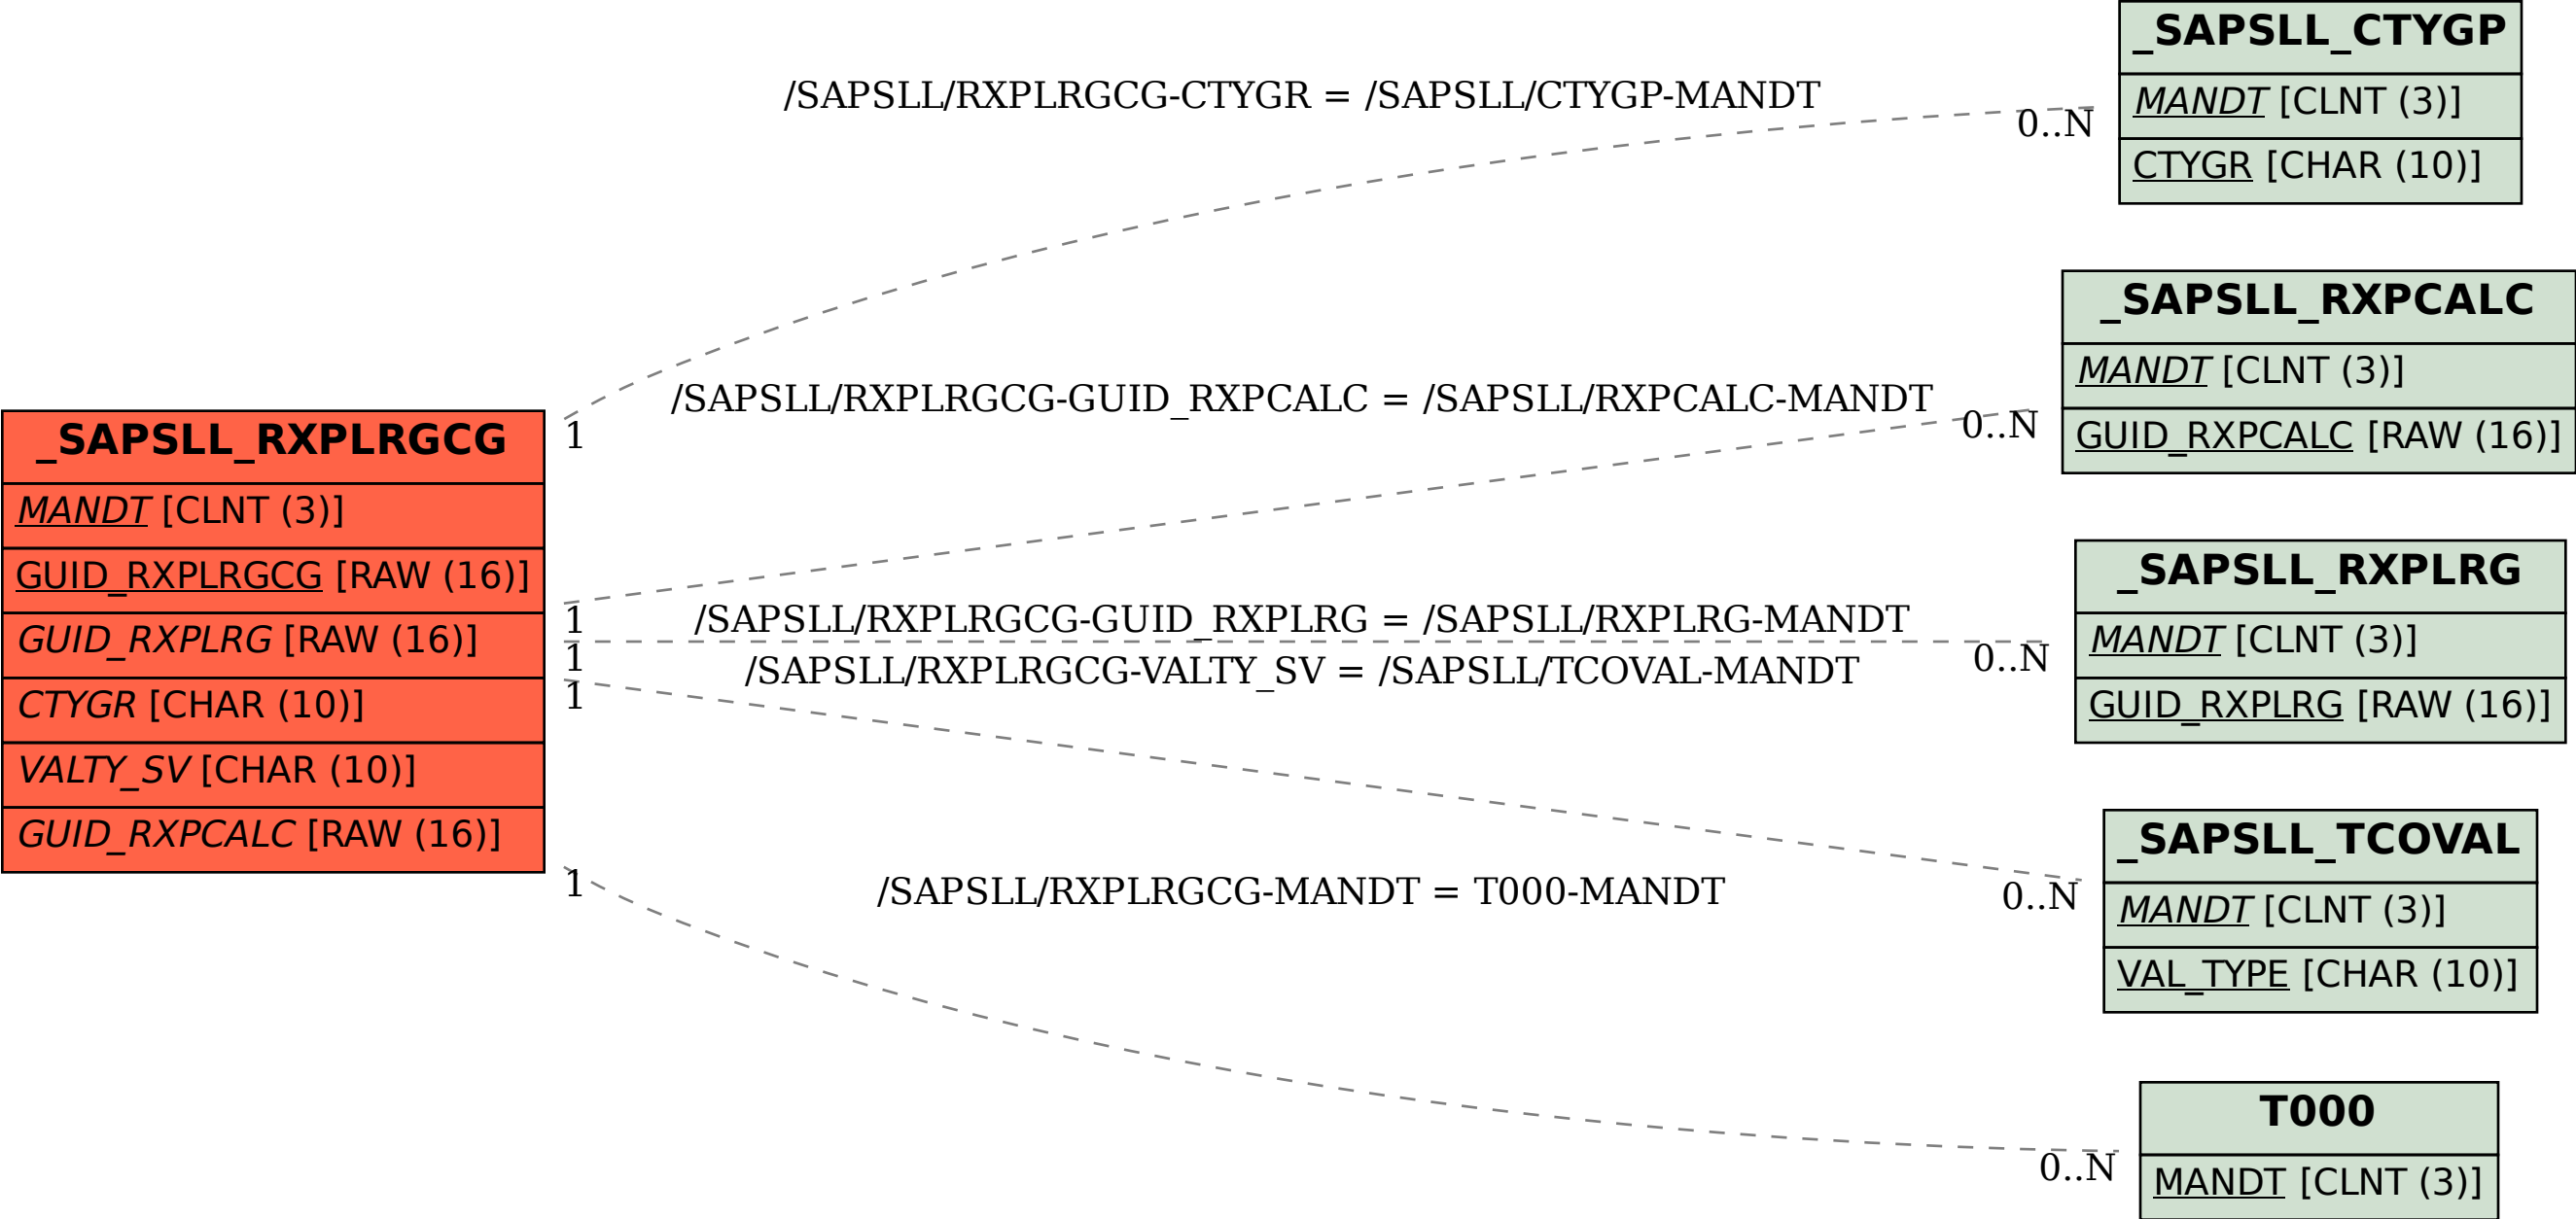 _SAPSLL_RXPLRGCG
MANDT [CLNT (3)]
GUID_RXPLRGCG [RAW (16)]
GUID_RXPLRG [RAW (16)]
CTYGR [CHAR (10)]
VALTY_SV [CHAR (10)]
GUID_RXPCALC [RAW (16)]
/SAPSLL/RXPLRGCG-CTYGR = /SAPSLL/CTYGP-MANDT
1
0..N
/SAPSLL/RXPLRGCG-GUID_RXPCALC = /SAPSLL/RXPCALC-MANDT
1
0..N
/SAPSLL/RXPLRGCG-GUID_RXPLRG = /SAPSLL/RXPLRG-MANDT
1
0..N
/SAPSLL/RXPLRGCG-VALTY_SV = /SAPSLL/TCOVAL-MANDT
1
0..N
/SAPSLL/RXPLRGCG-MANDT = T000-MANDT
1
0..N
_SAPSLL_CTYGP
MANDT [CLNT (3)]
CTYGR [CHAR (10)]
_SAPSLL_RXPCALC
MANDT [CLNT (3)]
GUID_RXPCALC [RAW (16)]
_SAPSLL_RXPLRG
MANDT [CLNT (3)]
GUID_RXPLRG [RAW (16)]
_SAPSLL_TCOVAL
MANDT [CLNT (3)]
VAL_TYPE [CHAR (10)]
T000
MANDT [CLNT (3)]